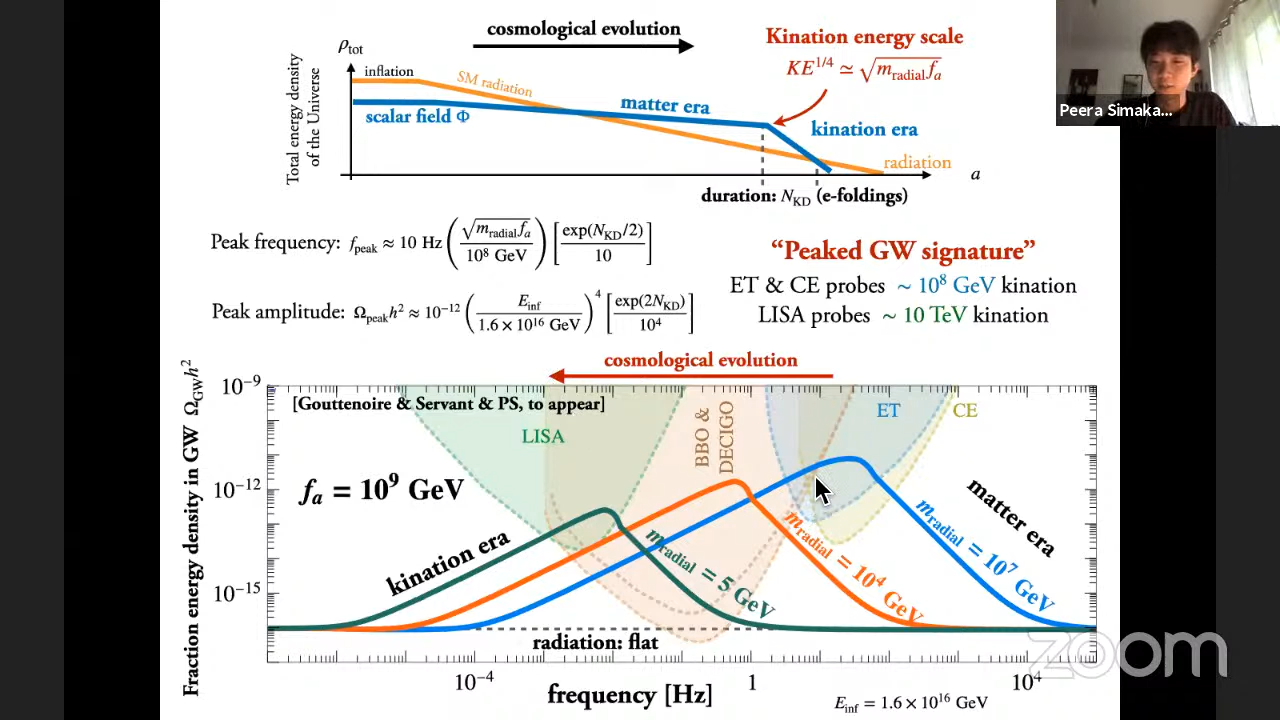 cosmological evolution
Kination energy scale
KE^{1/4} ≃ √(m_radial f_a)
ρ_tot
inflation
SM radiation
matter era
scalar field Φ
kination era
radiation
a
Total energy density
of the Universe
duration: N_KD (e-foldings)
Peera Simaka...
Peak frequency: f_peak ≈ 10 Hz (√(m_radial f_a) / 10^8 GeV) [exp(N_KD/2) / 10]
"Peaked GW signature"
ET & CE probes ~ 10^8 GeV kination
LISA probes ~ 10 TeV kination
Peak amplitude: Ω_peak h^2 ≈ 10^{-12} (E_inf / 1.6 × 10^{16} GeV)^4 [exp(2N_KD) / 10^4]
cosmological evolution
Fraction energy density in GW Ω_GW h^2
10^{-9}
10^{-12}
10^{-15}
[Gouttenoire & Servant & PS, to appear]
LISA
BBO &
DECIGO
ET
CE
f_a = 10^9 GeV
kination era
m_radial = 5 GeV
m_radial = 10^4 GeV
m_radial = 10^7 GeV
matter era
radiation: flat
10^{-4}
1
10^4
frequency [Hz]
E_inf = 1.6 × 10^{16} GeV
zoom